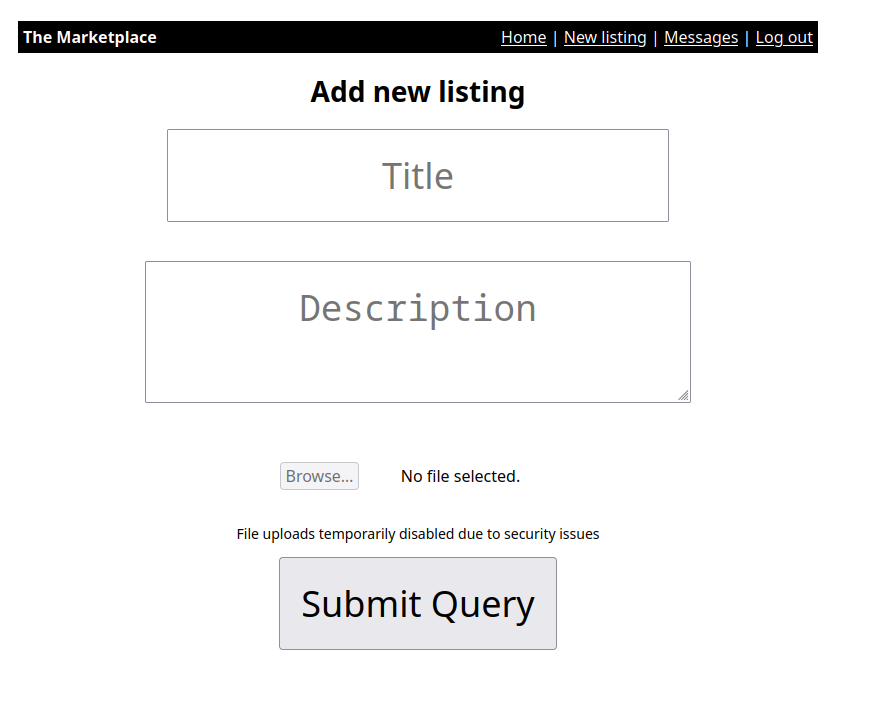 The Marketplace Home | New listing | Messages | Log out
Add new listing
Title
Description
Browse... No file selected.
File uploads temporarily disabled due to security issues
Submit Query